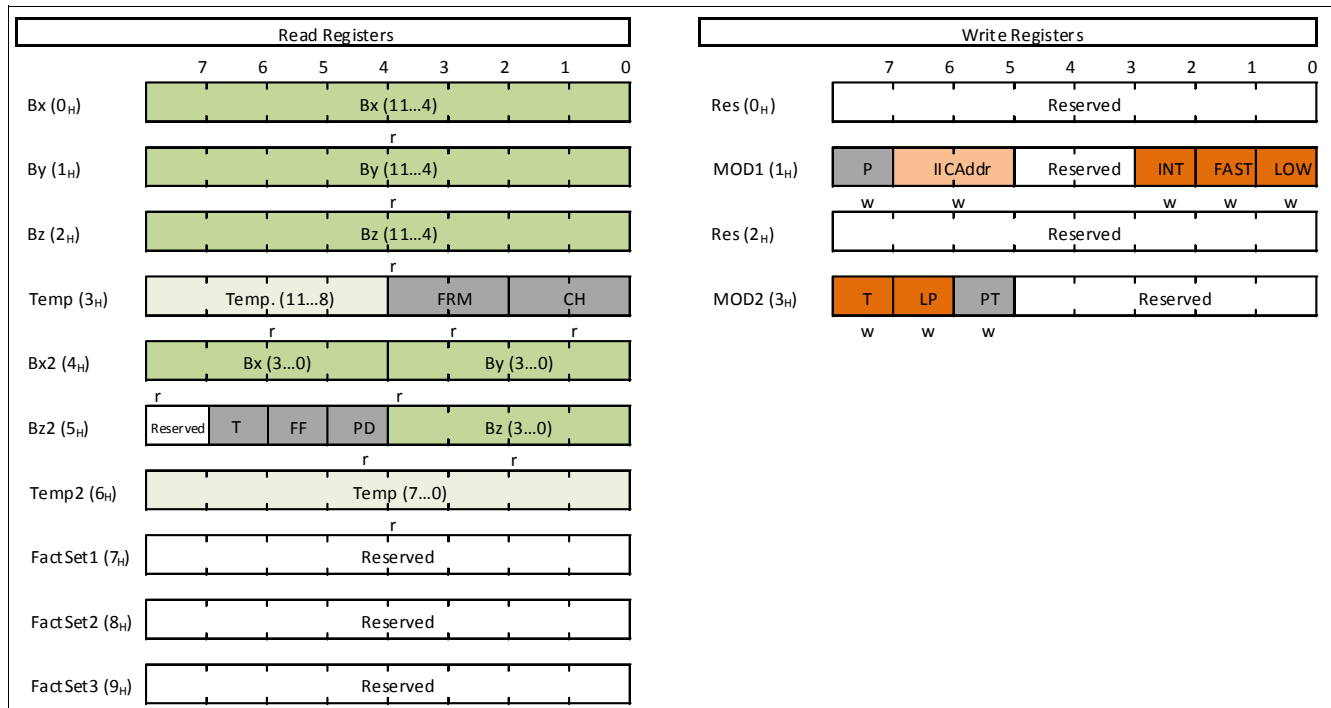 Read Registers
7 6 5 4 3 2 1 0
Bx (0H) Bx (11...4)
r
By (1H) By (11...4)
r
Bz (2H) Bz (11...4)
r
Temp (3H) Temp. (11...8) FRM CH
r r r
Bx2 (4H) Bx (3...0) By (3...0)
r r
Bz2 (5H) Reserved T FF PD Bz (3...0)
r r
Temp2 (6H) Temp (7...0)
r
FactSet1 (7H) Reserved
FactSet2 (8H) Reserved
FactSet3 (9H) Reserved
Write Registers
7 6 5 4 3 2 1 0
Res (0H) Reserved
MOD1 (1H) P IICAddr Reserved INT FAST LOW
w w w w w
Res (2H) Reserved
MOD2 (3H) T LP PT Reserved
w w w